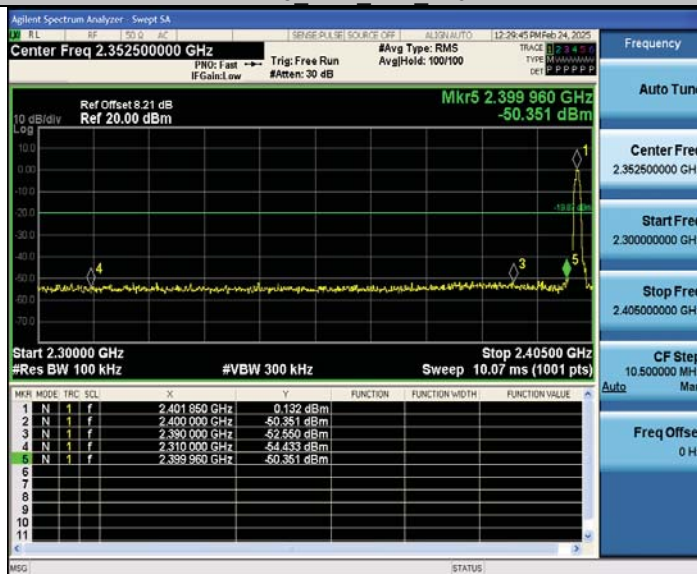 Agilent Spectrum Analyzer - Swept SA
RL RF 50 Ω AC SENSE:PULSE SOURCE OFF ALIGN AUTO 12:29:45 PM Feb 24, 2025
Center Freq 2.352500000 GHz
PNO: Fast
IFGain:Low
Trig: Free Run
#Atten: 30 dB
#Avg Type: RMS
Avg|Hold: 100/100
TRACE 1 2 3 4 5 6
TYPE M
DET P P P P P P
Frequency
Auto Tun
Center Fre
2.352500000 GH
Start Fre
2.300000000 GH
Stop Fre
2.405000000 GH
CF Step
10.500000 MH
Auto Ma
Freq Offse
0 H
Ref Offset 8.21 dB
Ref 20.00 dBm
10 dB/div
Log
Mkr5 2.399 960 GHz
-50.351 dBm
10.0
0.00
-10.0
-20.0
-30.0
-40.0
-50.0
-60.0
-70.0
1
4
3
5
Start 2.30000 GHz
#Res BW 100 kHz
#VBW 300 kHz
Stop 2.40500 GHz
Sweep 10.07 ms (1001 pts)
MKR MODE TRC SCL X Y FUNCTION FUNCTION WIDTH FUNCTION VALUE
1 N 1 f 2.401 850 GHz 0.132 dBm
2 N 1 f 2.400 000 GHz -50.351 dBm
3 N 1 f 2.390 000 GHz -52.550 dBm
4 N 1 f 2.310 000 GHz -54.433 dBm
5 N 1 f 2.399 960 GHz -50.351 dBm
6
7
8
9
10
11
MSG STATUS